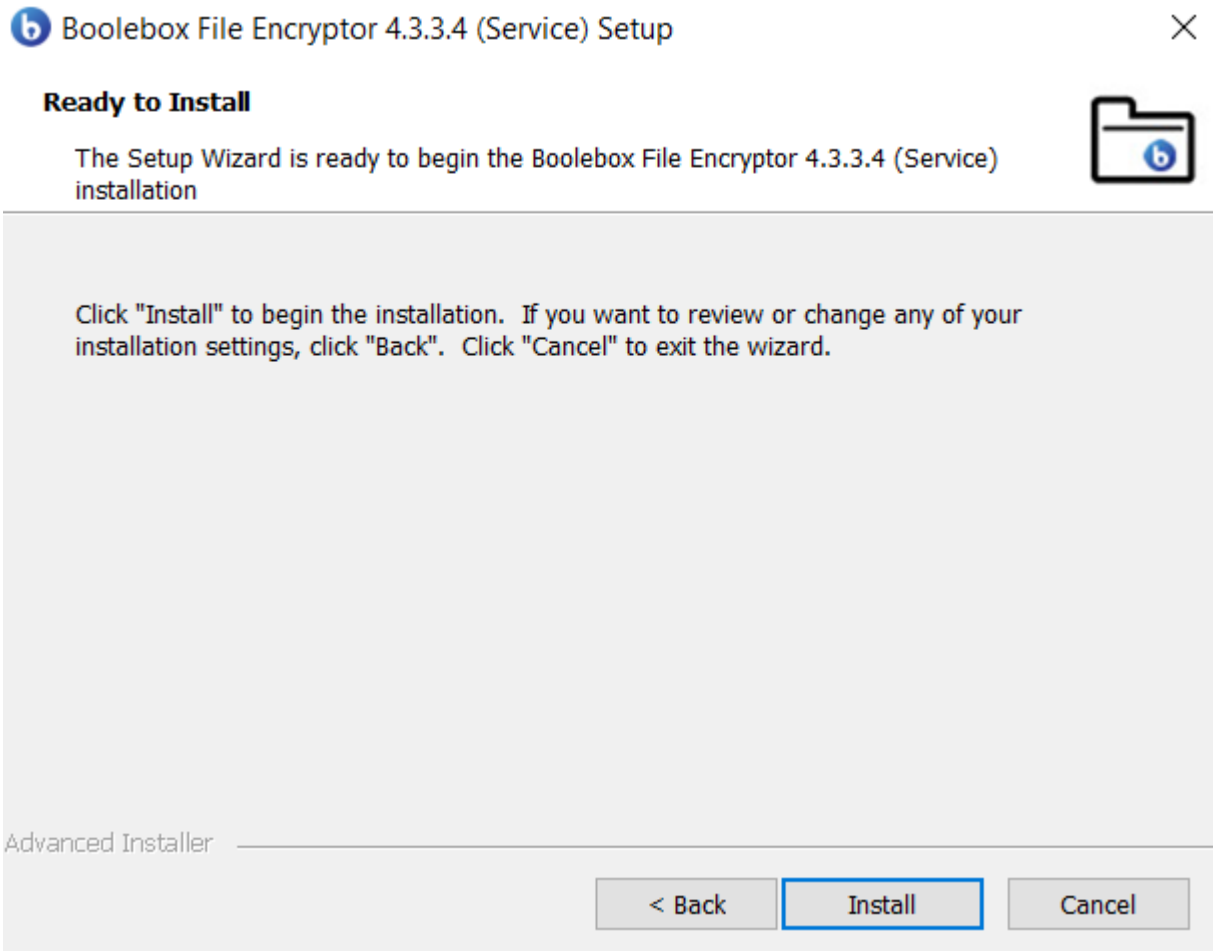 Boolebox File Encryptor 4.3.3.4 (Service) Setup
Ready to Install
The Setup Wizard is ready to begin the Boolebox File Encryptor 4.3.3.4 (Service)
installation
Click "Install" to begin the installation.  If you want to review or change any of your
installation settings, click "Back".  Click "Cancel" to exit the wizard.
Advanced Installer
< Back
Install
Cancel